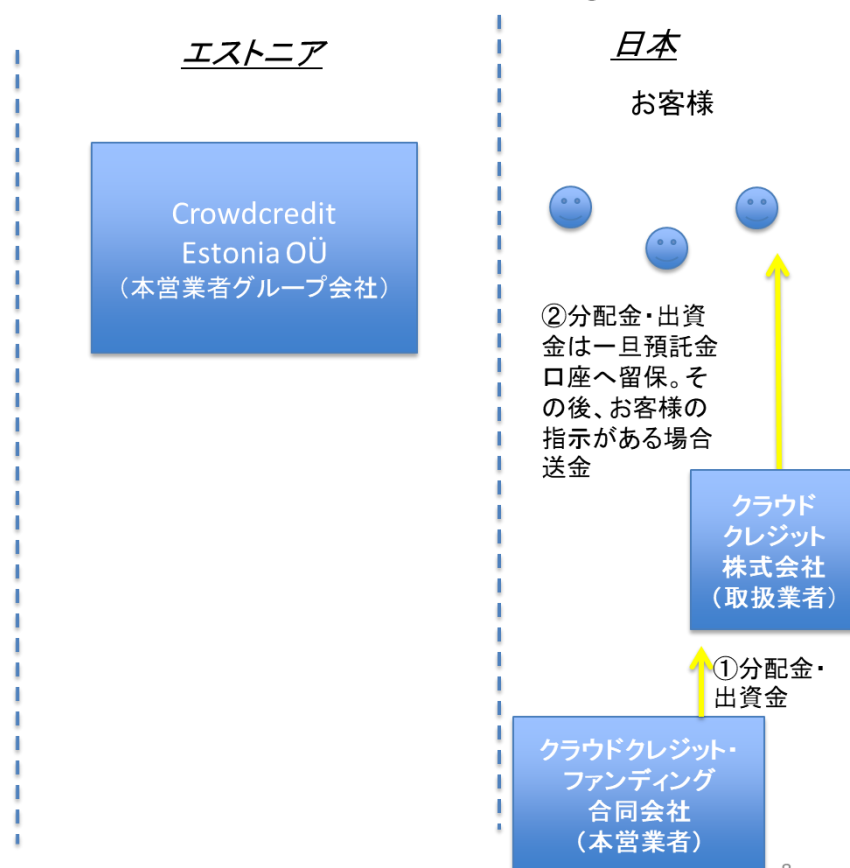 エストニア
日本
お客様
Crowdcredit
Estonia OÜ
（本営業者グループ会社）
②分配金・出資
金は一旦預託金
口座へ留保。そ
の後、お客様の
指示がある場合
送金
クラウド
クレジット
株式会社
（取扱業者）
①分配金・
出資金
クラウドクレジット・
ファンディング
合同会社
（本営業者）